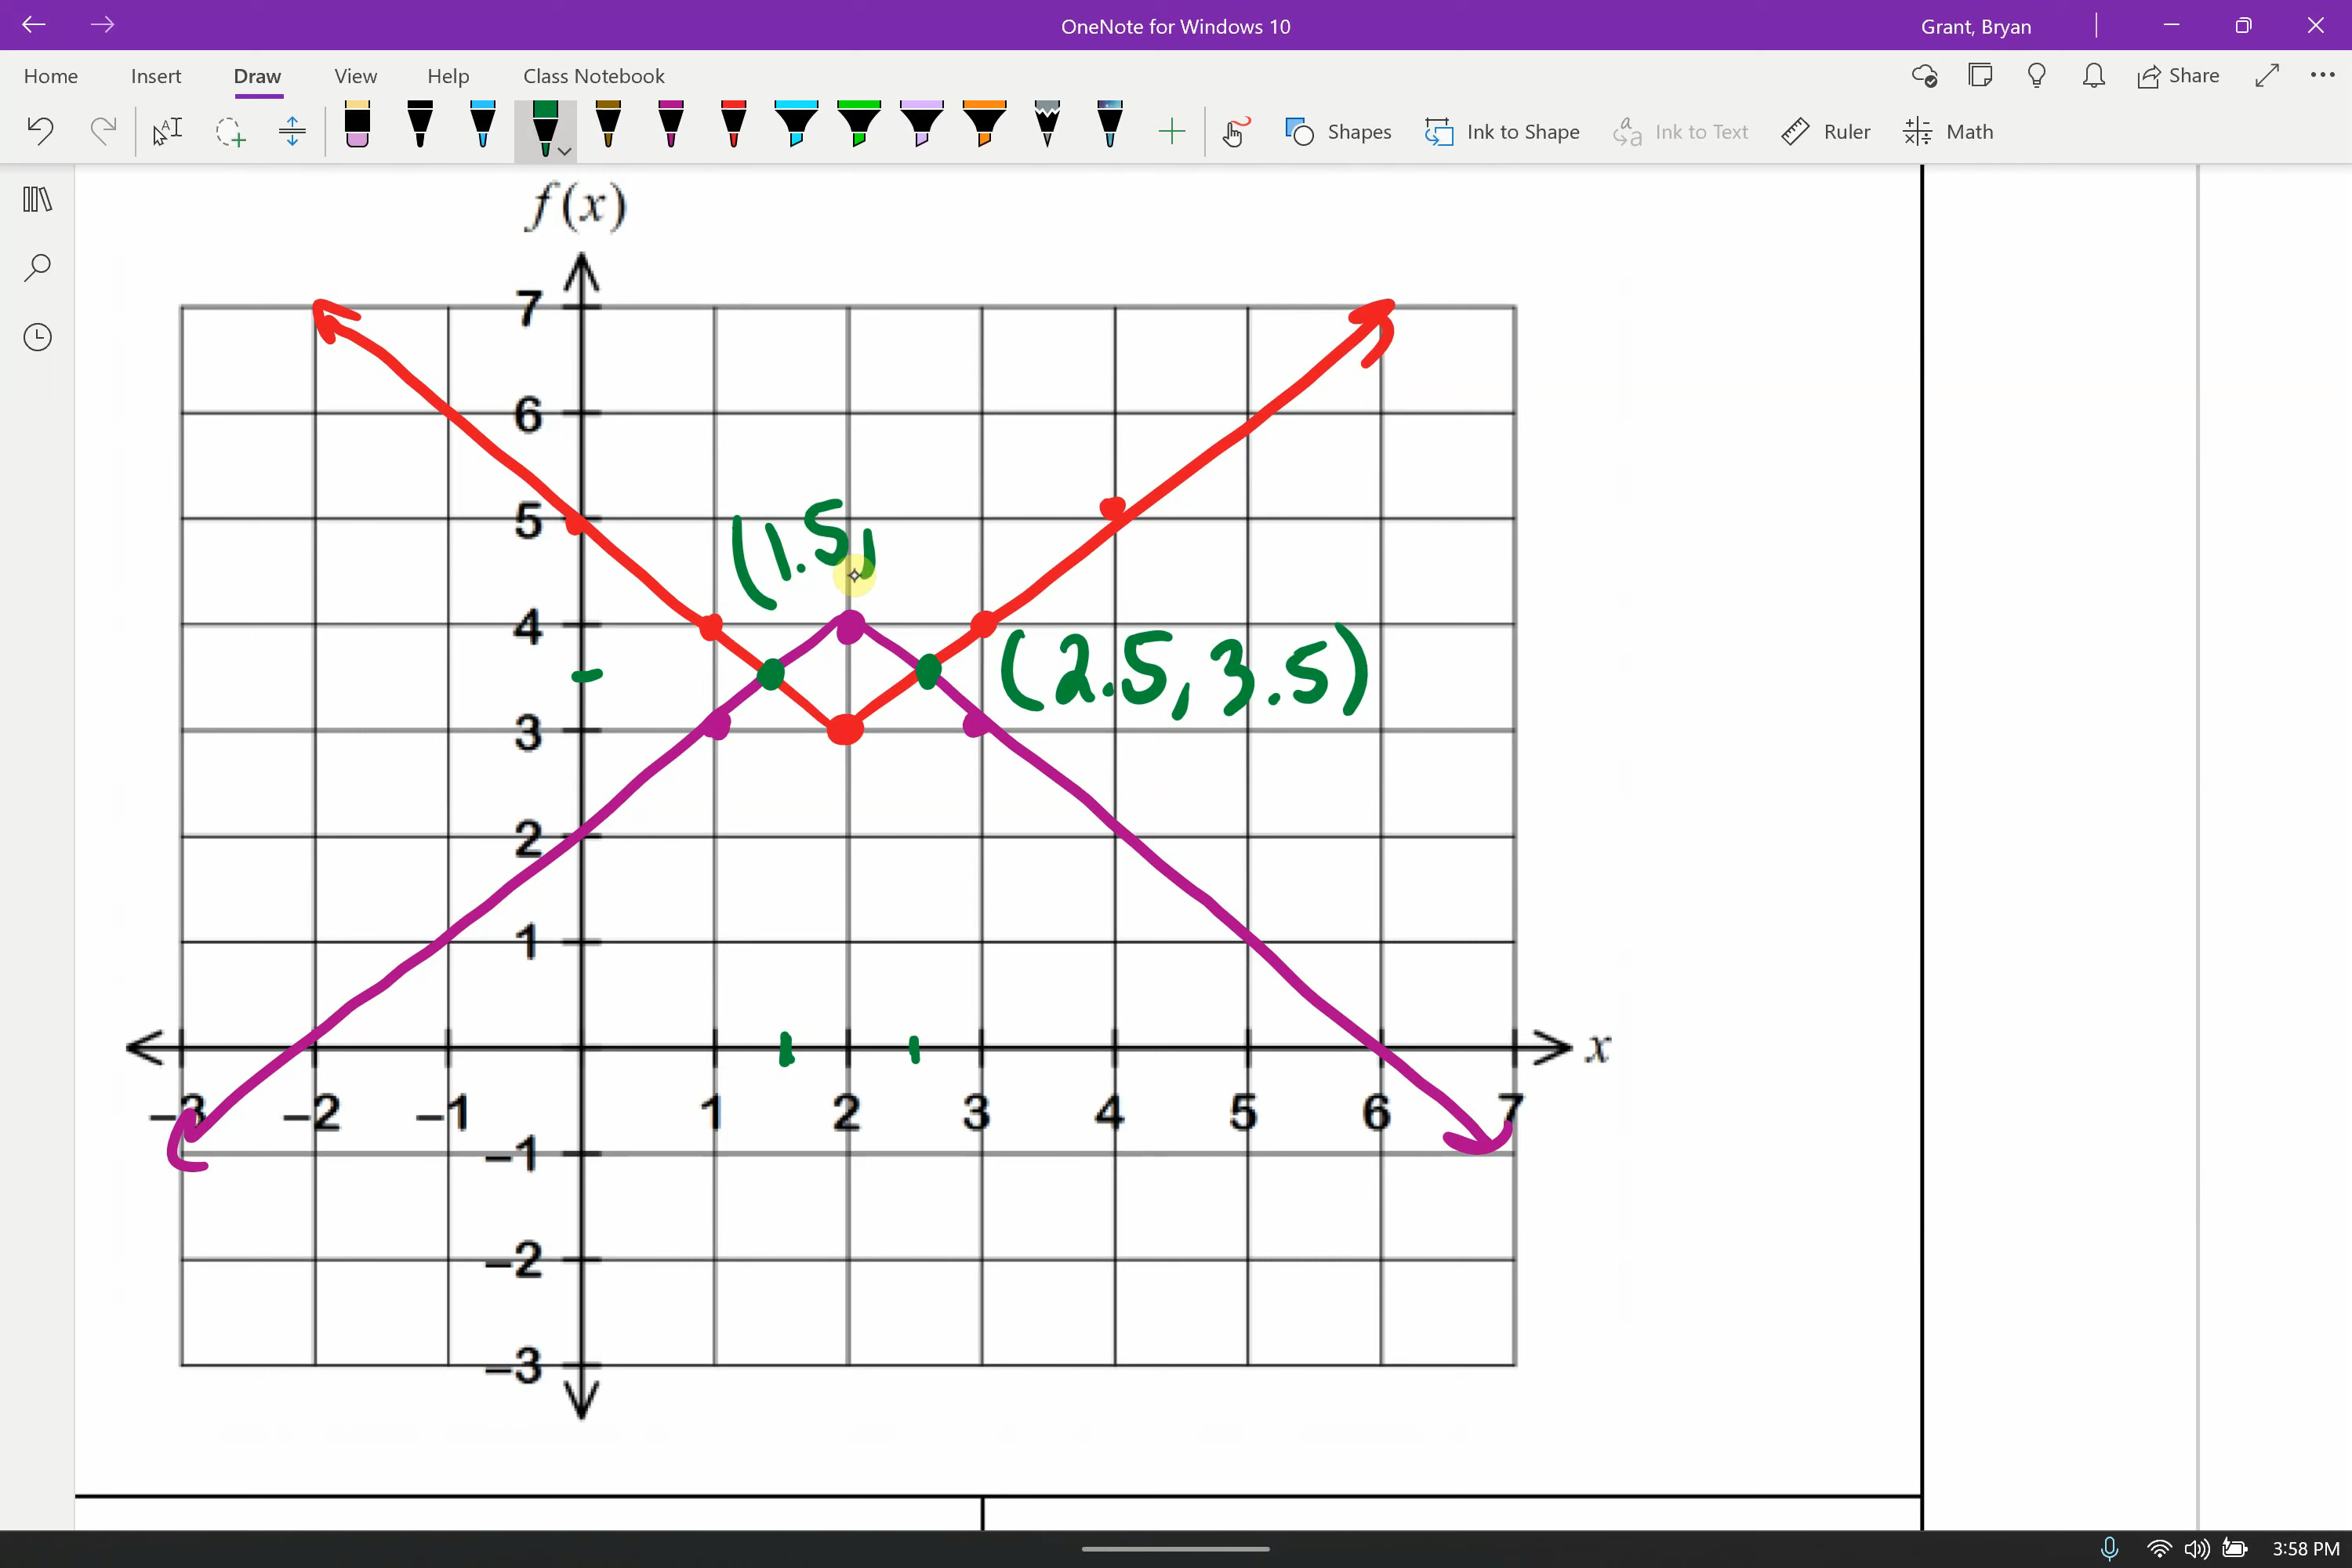 OneNote for Windows 10
Grant, Bryan
Home Insert Draw View Help Class Notebook
Share
Shapes Ink to Shape Ink to Text Ruler Math
f(x)
7
6
5
(1.5,
4
(2.5, 3.5)
3
2
1
x
-3 -2 -1 1 2 3 4 5 6 7
-1
-2
-3
3:58 PM